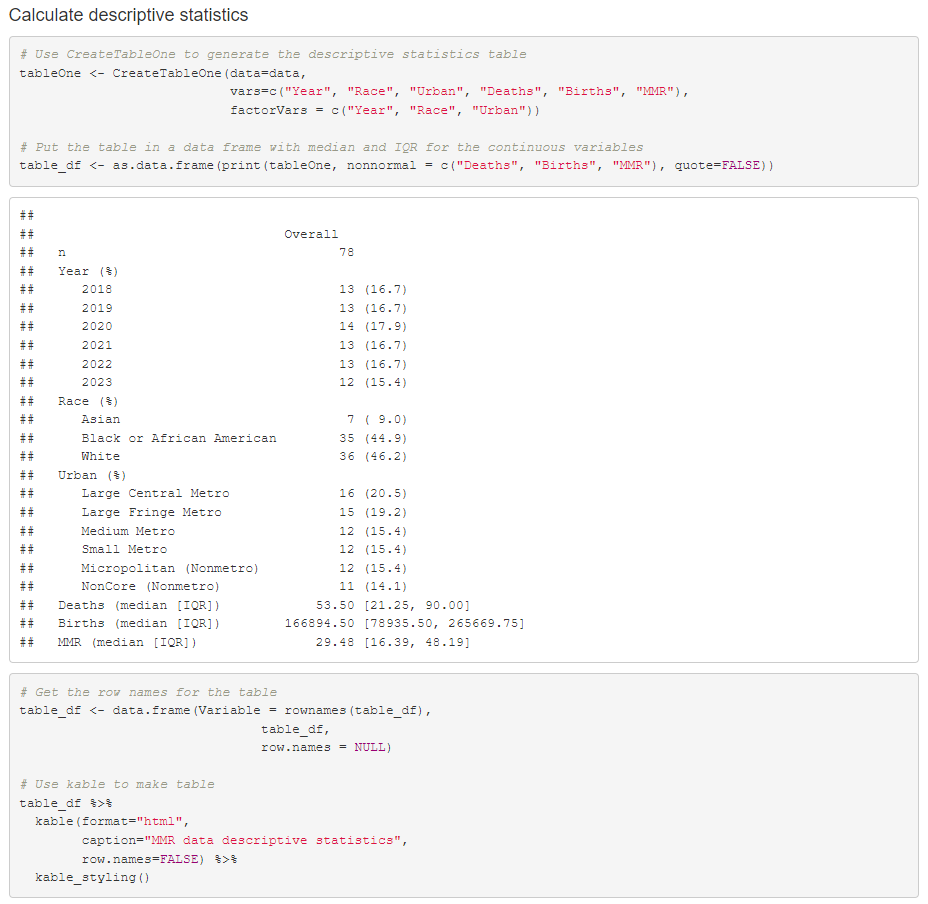 Calculate descriptive statistics
# Use CreateTableOne to generate the descriptive statistics table
tableOne <- CreateTableOne(data=data,
                           vars=c("Year", "Race", "Urban", "Deaths", "Births", "MMR"),
                           factorVars = c("Year", "Race", "Urban"))

# Put the table in a data frame with median and IQR for the continuous variables
table_df <- as.data.frame(print(tableOne, nonnormal = c("Deaths", "Births", "MMR"), quote=FALSE))
##
##                                Overall
##   n                                   78
##   Year (%)
##      2018                             13 (16.7)
##      2019                             13 (16.7)
##      2020                             14 (17.9)
##      2021                             13 (16.7)
##      2022                             13 (16.7)
##      2023                             12 (15.4)
##   Race (%)
##      Asian                             7 ( 9.0)
##      Black or African American        35 (44.9)
##      White                            36 (46.2)
##   Urban (%)
##      Large Central Metro              16 (20.5)
##      Large Fringe Metro               15 (19.2)
##      Medium Metro                     12 (15.4)
##      Small Metro                      12 (15.4)
##      Micropolitan (Nonmetro)          12 (15.4)
##      NonCore (Nonmetro)               11 (14.1)
##   Deaths (median [IQR])            53.50 [21.25, 90.00]
##   Births (median [IQR])        166894.50 [78935.50, 265669.75]
##   MMR (median [IQR])               29.48 [16.39, 48.19]
# Get the row names for the table
table_df <- data.frame(Variable = rownames(table_df),
                               table_df,
                               row.names = NULL)

# Use kable to make table
table_df %>%
  kable(format="html",
        caption="MMR data descriptive statistics",
        row.names=FALSE) %>%
  kable_styling()